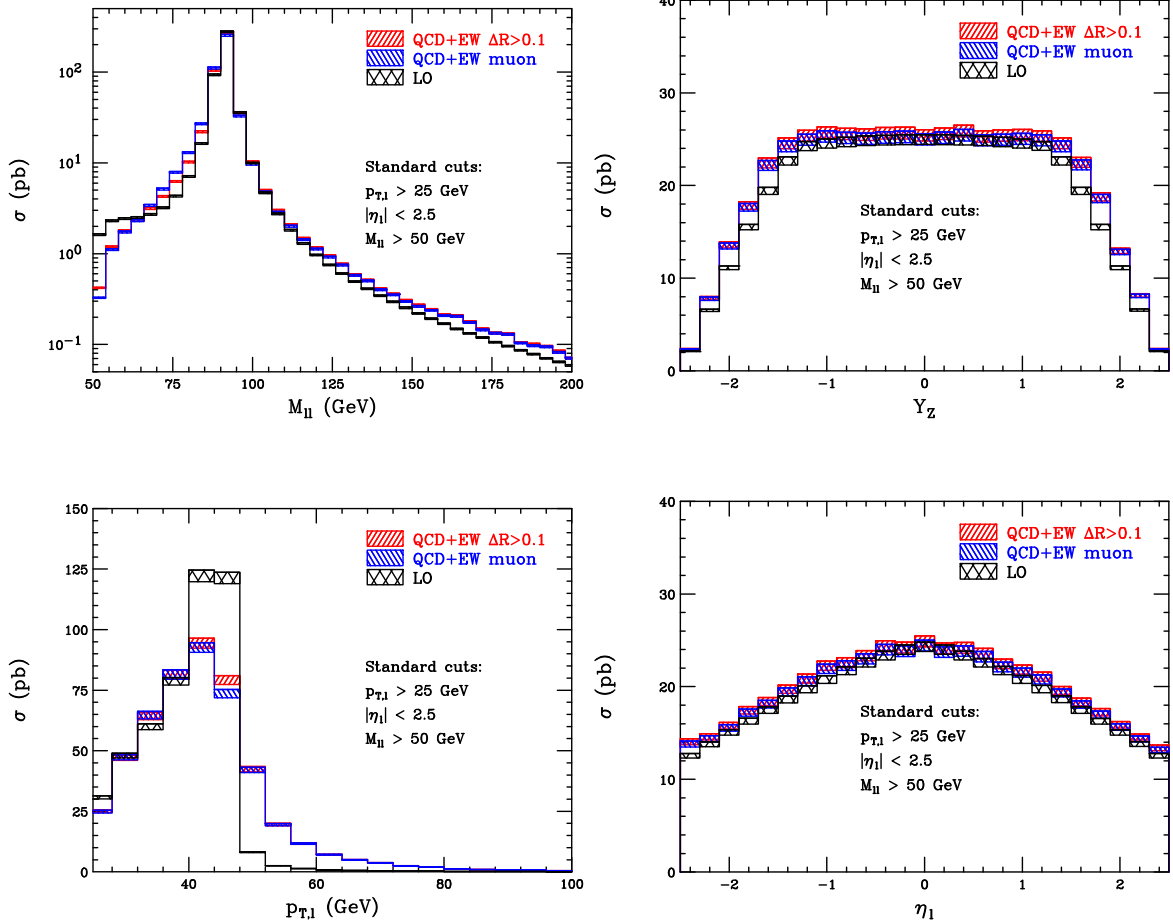 10²
10¹
10⁰
10⁻¹
σ (pb)
QCD+EW ΔR>0.1
QCD+EW muon
LO
Standard cuts:
p_T,l > 25 GeV
|η_l| < 2.5
M_ll > 50 GeV
50 75 100 125 150 175 200
M_ll (GeV)
40
30
20
10
0
σ (pb)
QCD+EW ΔR>0.1
QCD+EW muon
LO
Standard cuts:
p_T,l > 25 GeV
|η_l| < 2.5
M_ll > 50 GeV
−2 −1 0 1 2
Y_Z
150
125
100
75
50
25
0
σ (pb)
QCD+EW ΔR>0.1
QCD+EW muon
LO
Standard cuts:
p_T,l > 25 GeV
|η_l| < 2.5
M_ll > 50 GeV
40 60 80 100
p_T,l (GeV)
40
30
20
10
0
σ (pb)
QCD+EW ΔR>0.1
QCD+EW muon
LO
Standard cuts:
p_T,l > 25 GeV
|η_l| < 2.5
M_ll > 50 GeV
−2 −1 0 1 2
η_l